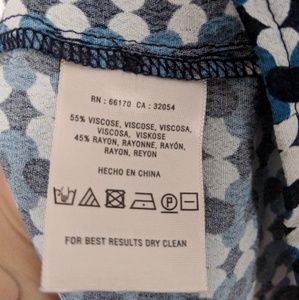 RN : 66170 CA : 32054
55% VISCOSE, VISCOSE, VISCOSA,
VISCOSA, VISKOSE
45% RAYON, RAYONNE, RAYÓN,
RAYON, REYON
HECHO EN CHINA
P
FOR BEST RESULTS DRY CLEAN